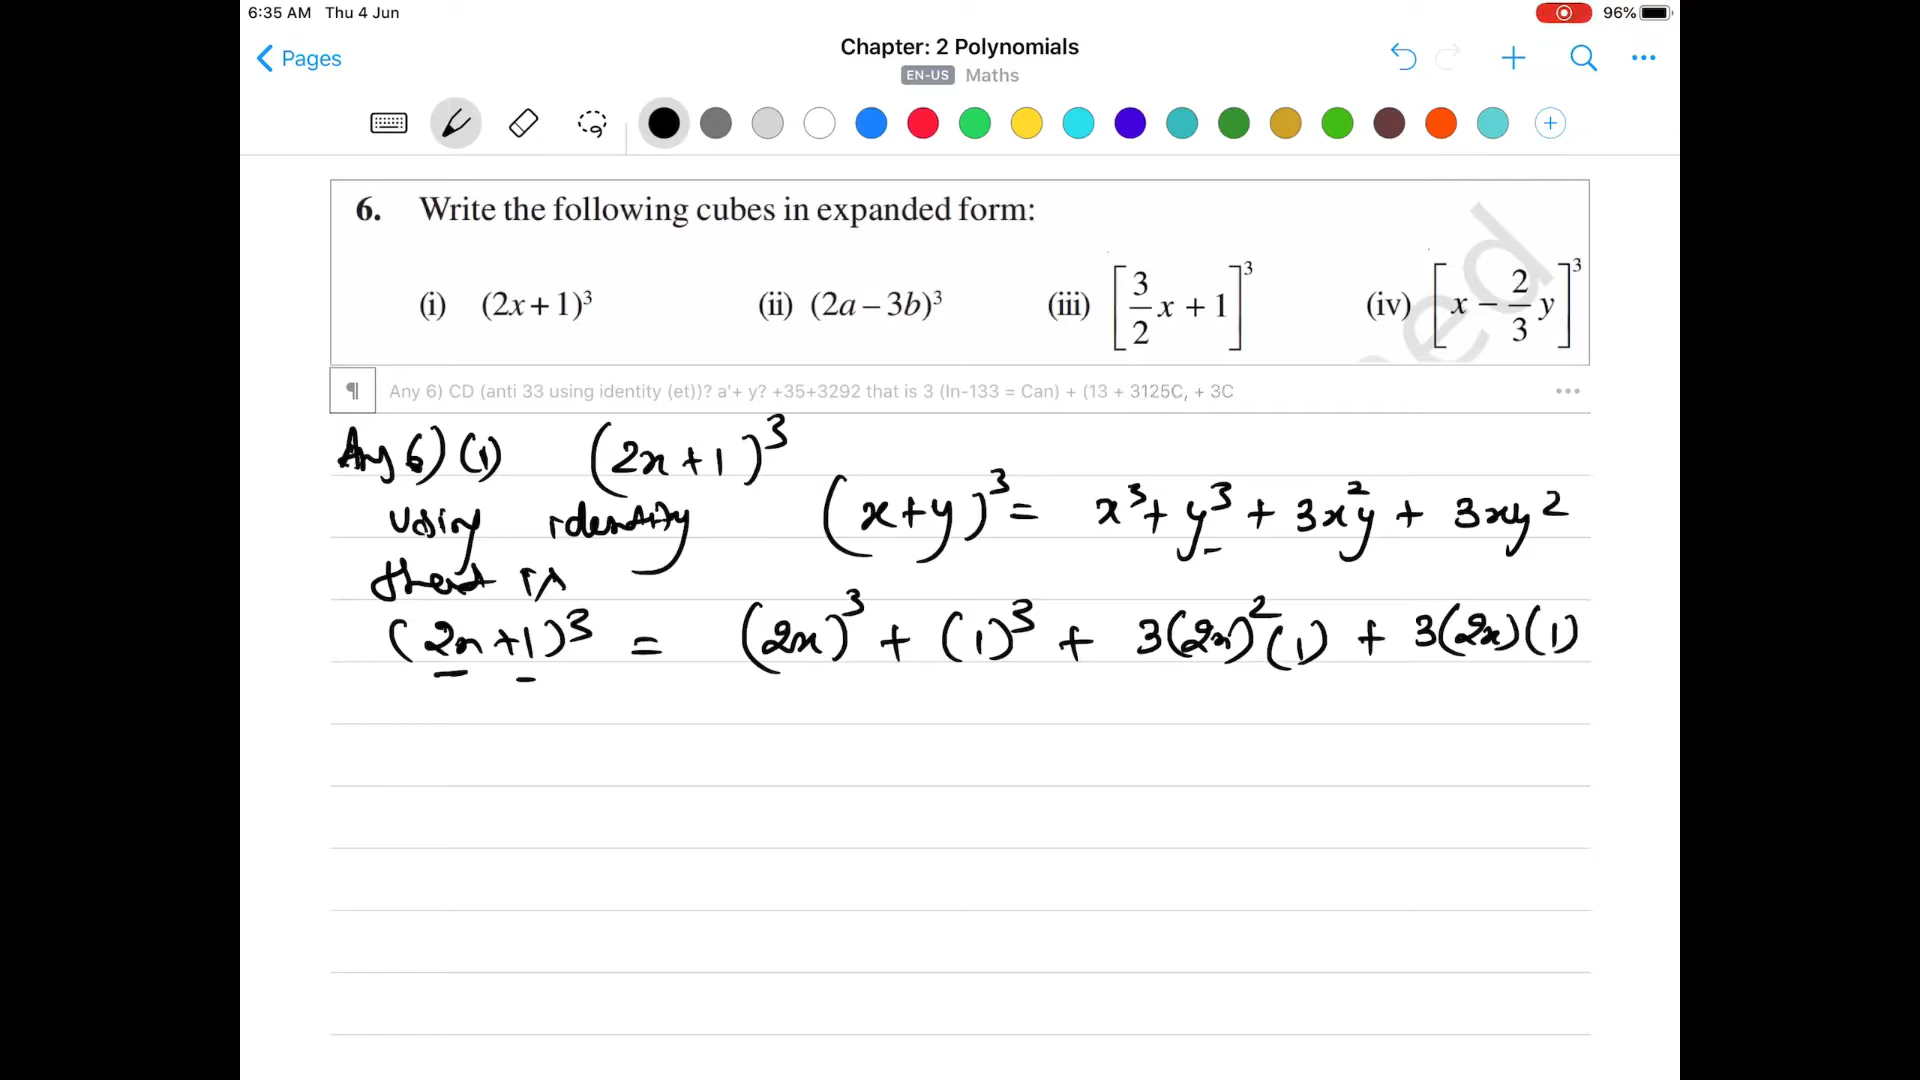 6:35 AM Thu 4 Jun 96%
Pages
Chapter: 2 Polynomials
EN-US Maths
6. Write the following cubes in expanded form:
(i) (2x + 1)³ (ii) (2a – 3b)³ (iii) [3/2 x + 1]³ (iv) [x – 2/3 y]³
ed
¶ Any 6) CD (anti 33 using identity (et))? a'+ y? +35+3292 that is 3 (In-133 = Can) + (13 + 3125C, + 3C
Ans 6) (i) (2x + 1)³
using identity (x+y)³ = x³ + y³ + 3x²y + 3xy²
that is
(2x + 1)³ = (2x)³ + (1)³ + 3(2x)²(1) + 3(2x)(1)